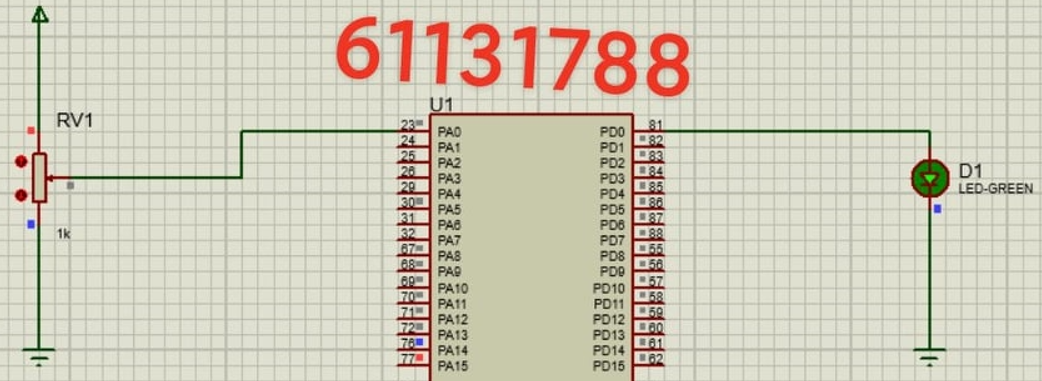 61131788
U1
RV1
1k
23 PA0
24 PA1
25 PA2
26 PA3
29 PA4
30 PA5
31 PA6
32 PA7
67 PA8
68 PA9
69 PA10
70 PA11
71 PA12
72 PA13
76 PA14
77 PA15
PD0 81
PD1 82
PD2 83
PD3 84
PD4 85
PD5 86
PD6 87
PD7 88
PD8 55
PD9 56
PD10 57
PD11 58
PD12 59
PD13 60
PD14 61
PD15 62
D1
LED-GREEN